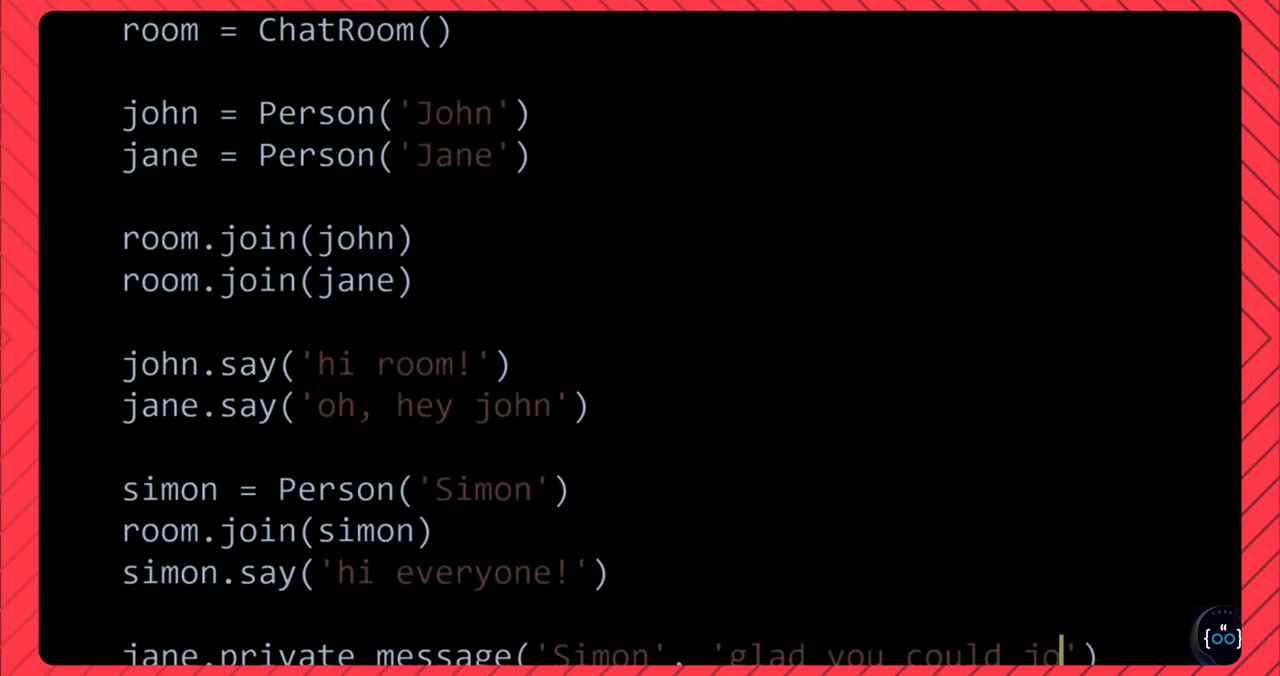 room = ChatRoom()
john = Person('John')
jane = Person('Jane')
room.join(john)
room.join(jane)
john.say('hi room!')
jane.say('oh, hey john')
simon = Person('Simon')
room.join(simon)
simon.say('hi everyone!')
jane.private_message('Simon', 'glad you could jo')